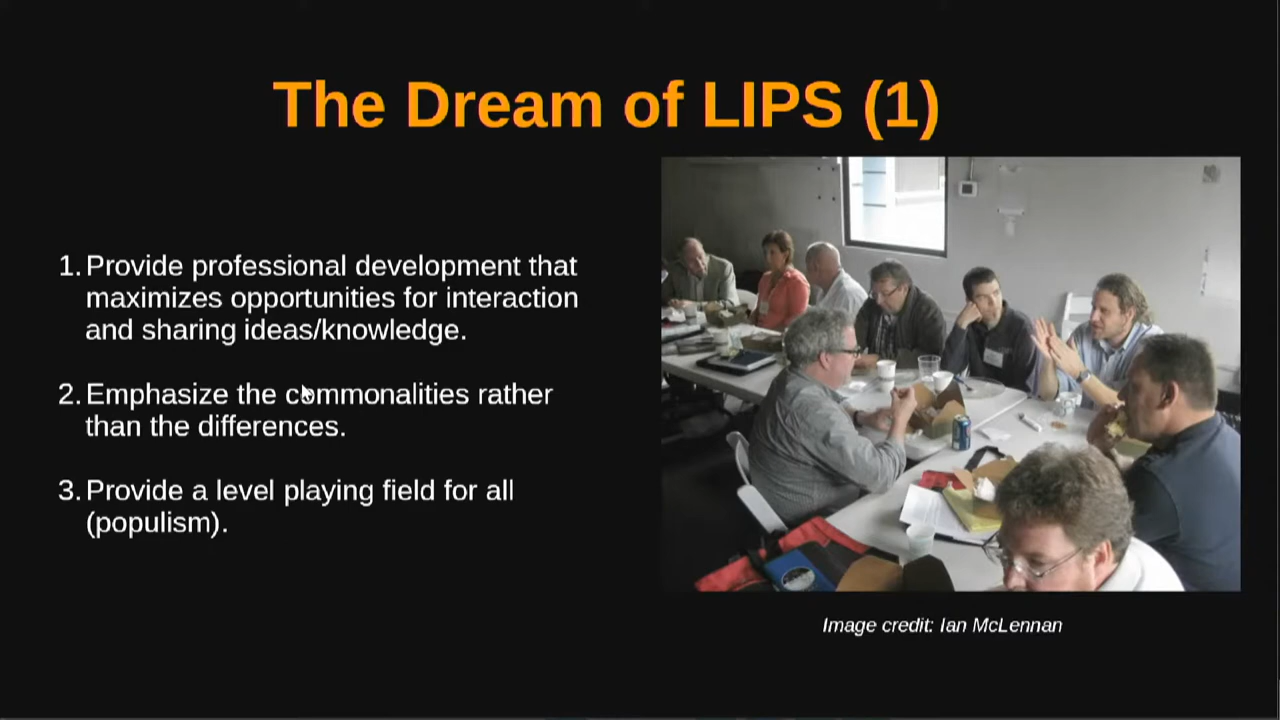 The Dream of LIPS (1)
1. Provide professional development that
maximizes opportunities for interaction
and sharing ideas/knowledge.
2. Emphasize the commonalities rather
than the differences.
3. Provide a level playing field for all
(populism).
Image credit: Ian McLennan